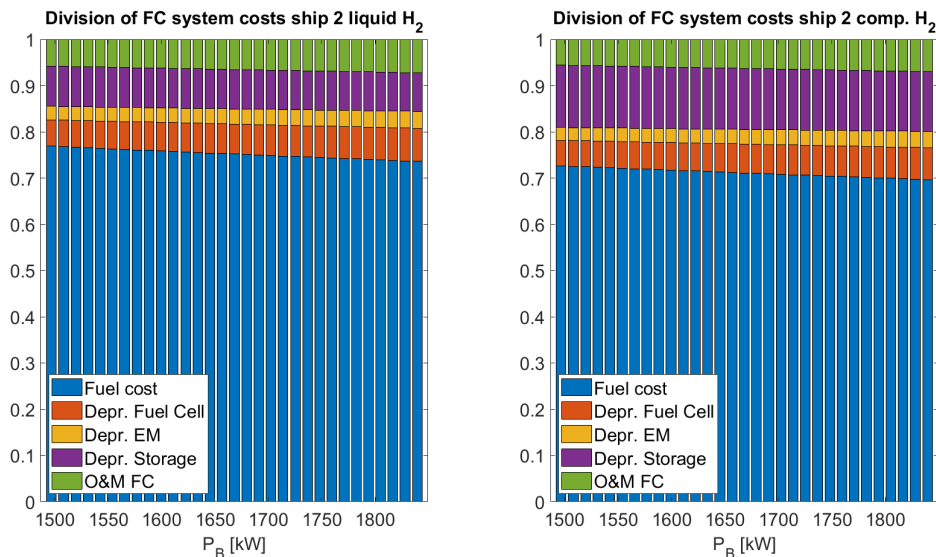 Division of FC system costs ship 2 liquid H2
1
0.9
0.8
0.7
0.6
0.5
0.4
0.3
0.2
0.1
0
Fuel cost
Depr. Fuel Cell
Depr. EM
Depr. Storage
O&M FC
1500 1550 1600 1650 1700 1750 1800
P_B [kW]
Division of FC system costs ship 2 comp. H2
1
0.9
0.8
0.7
0.6
0.5
0.4
0.3
0.2
0.1
0
Fuel cost
Depr. Fuel Cell
Depr. EM
Depr. Storage
O&M FC
1500 1550 1600 1650 1700 1750 1800
P_B [kW]